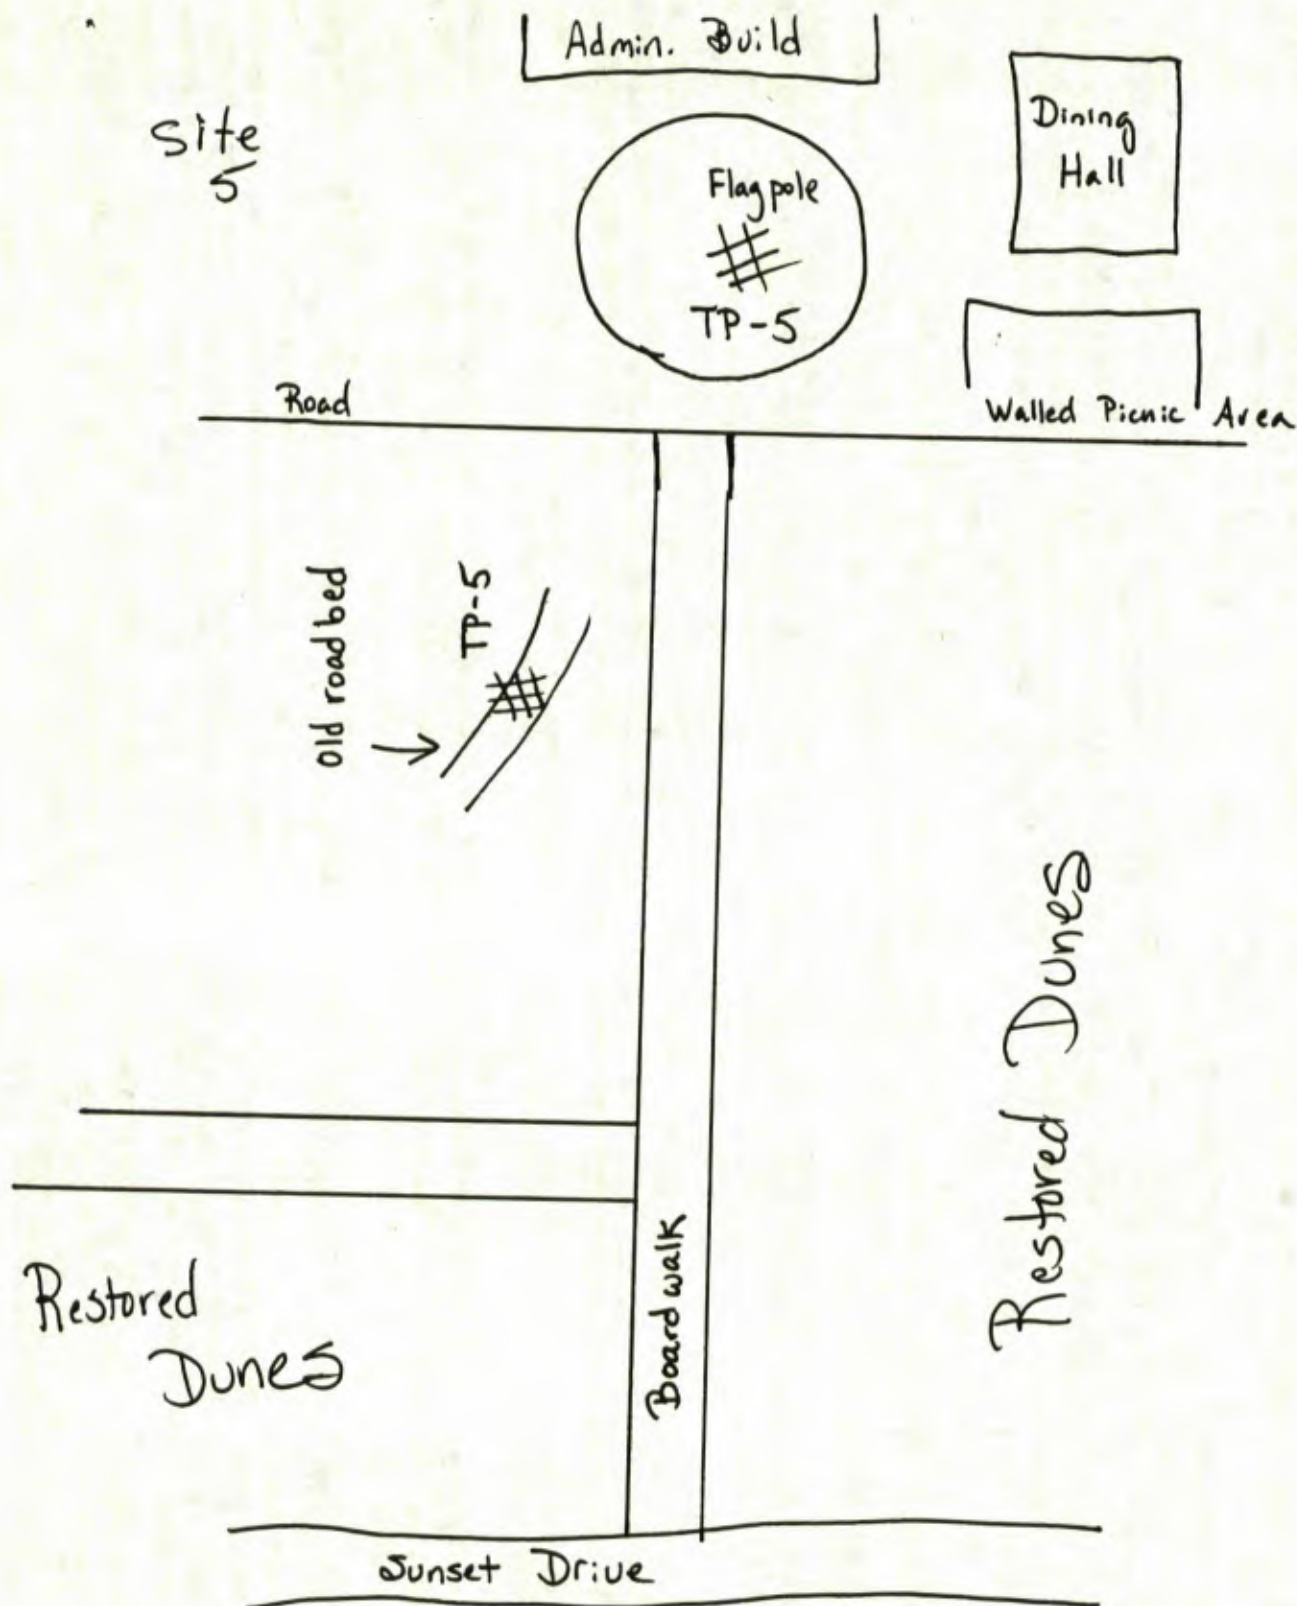 Admin. Build
Site
5
Dining
Hall
Flagpole
TP-5
Road
Walled Picnic Area
Old roadbed
TP-5
Restored Dunes
Boardwalk
Restored
Dunes
Sunset Drive